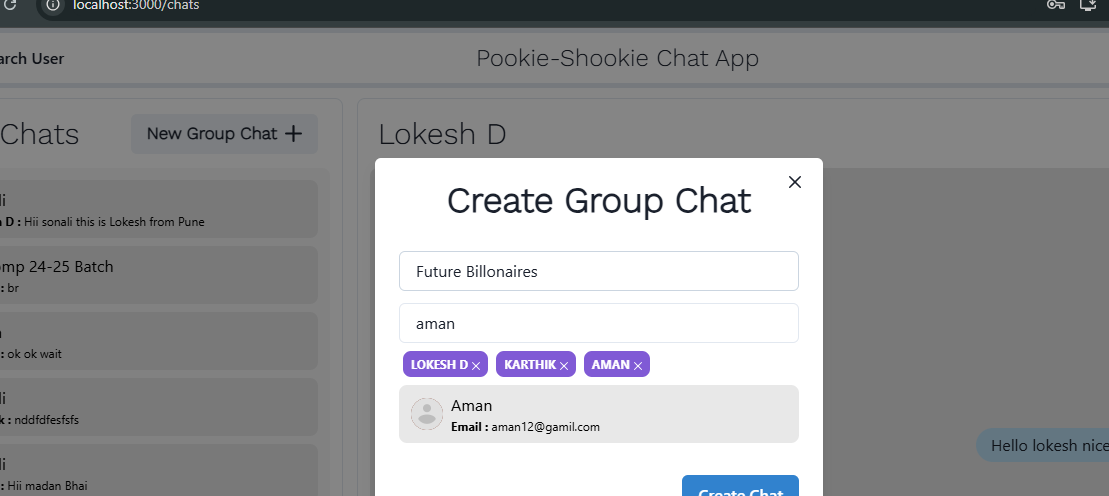 localhost:3000/chats
arch User
Pookie-Shookie Chat App
Chats
New Group Chat +
Lokesh D
Create Group Chat
li
D : Hii sonali this is Lokesh from Pune
Future Billonaires
omp 24-25 Batch
: br
aman
: ok ok wait
LOKESH D × KARTHIK × AMAN ×
li
k : nddfdfesfsfs
Aman
Email : aman12@gamil.com
Hello lokesh nice
li
: Hii madan Bhai
Create Chat